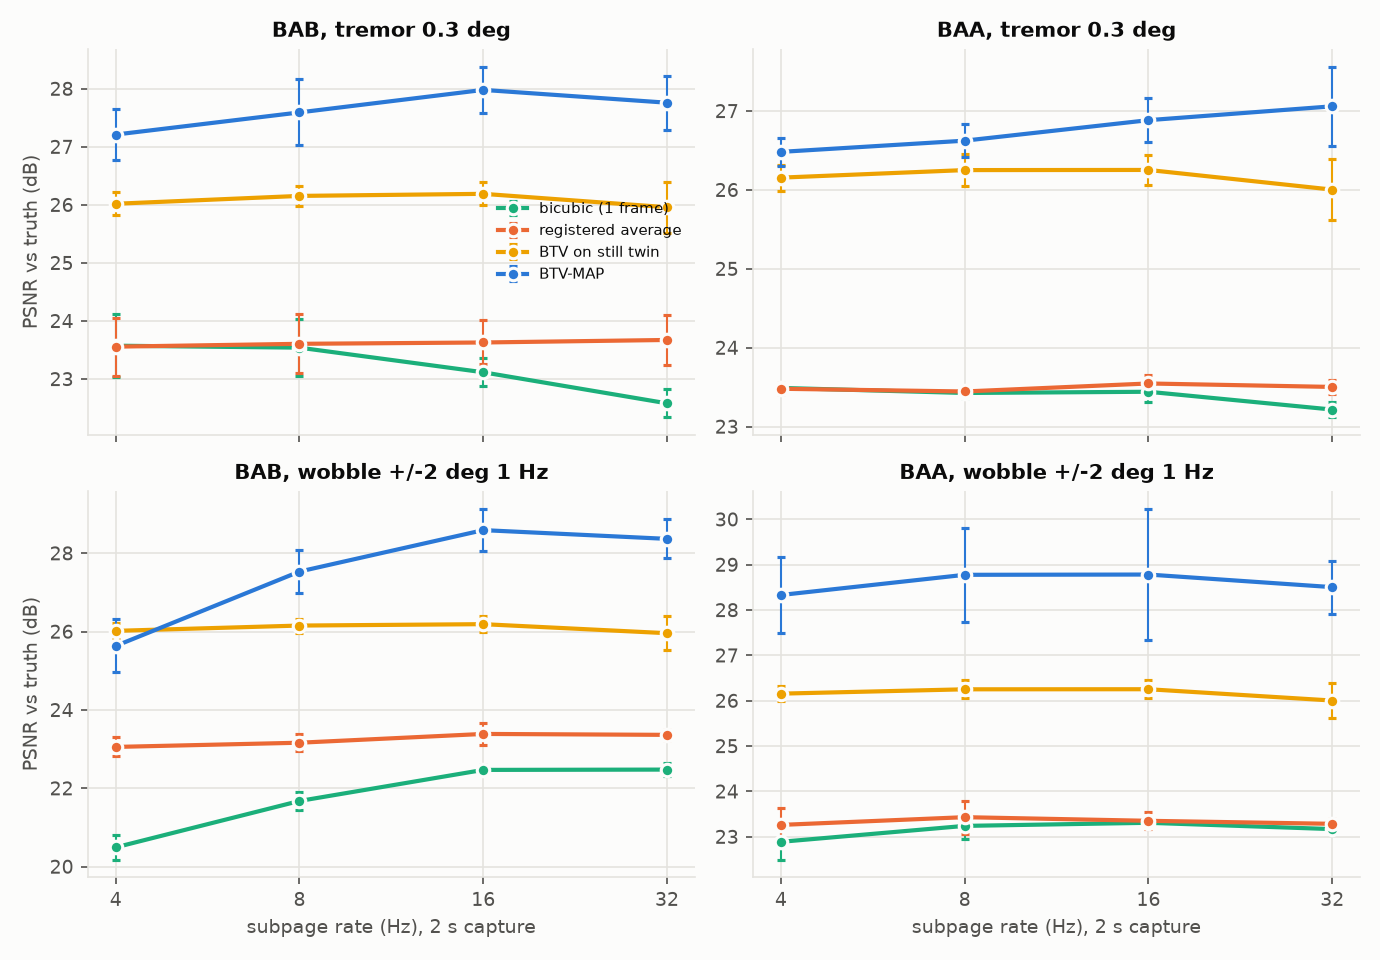 BAB, tremor 0.3 deg
PSNR vs truth (dB)
28
27
26
25
24
23
bicubic (1 frame)
registered average
BTV on still twin
BTV-MAP
BAA, tremor 0.3 deg
27
26
25
24
23
BAB, wobble +/-2 deg 1 Hz
PSNR vs truth (dB)
28
26
24
22
20
4 8 16 32
subpage rate (Hz), 2 s capture
BAA, wobble +/-2 deg 1 Hz
30
29
28
27
26
25
24
23
4 8 16 32
subpage rate (Hz), 2 s capture